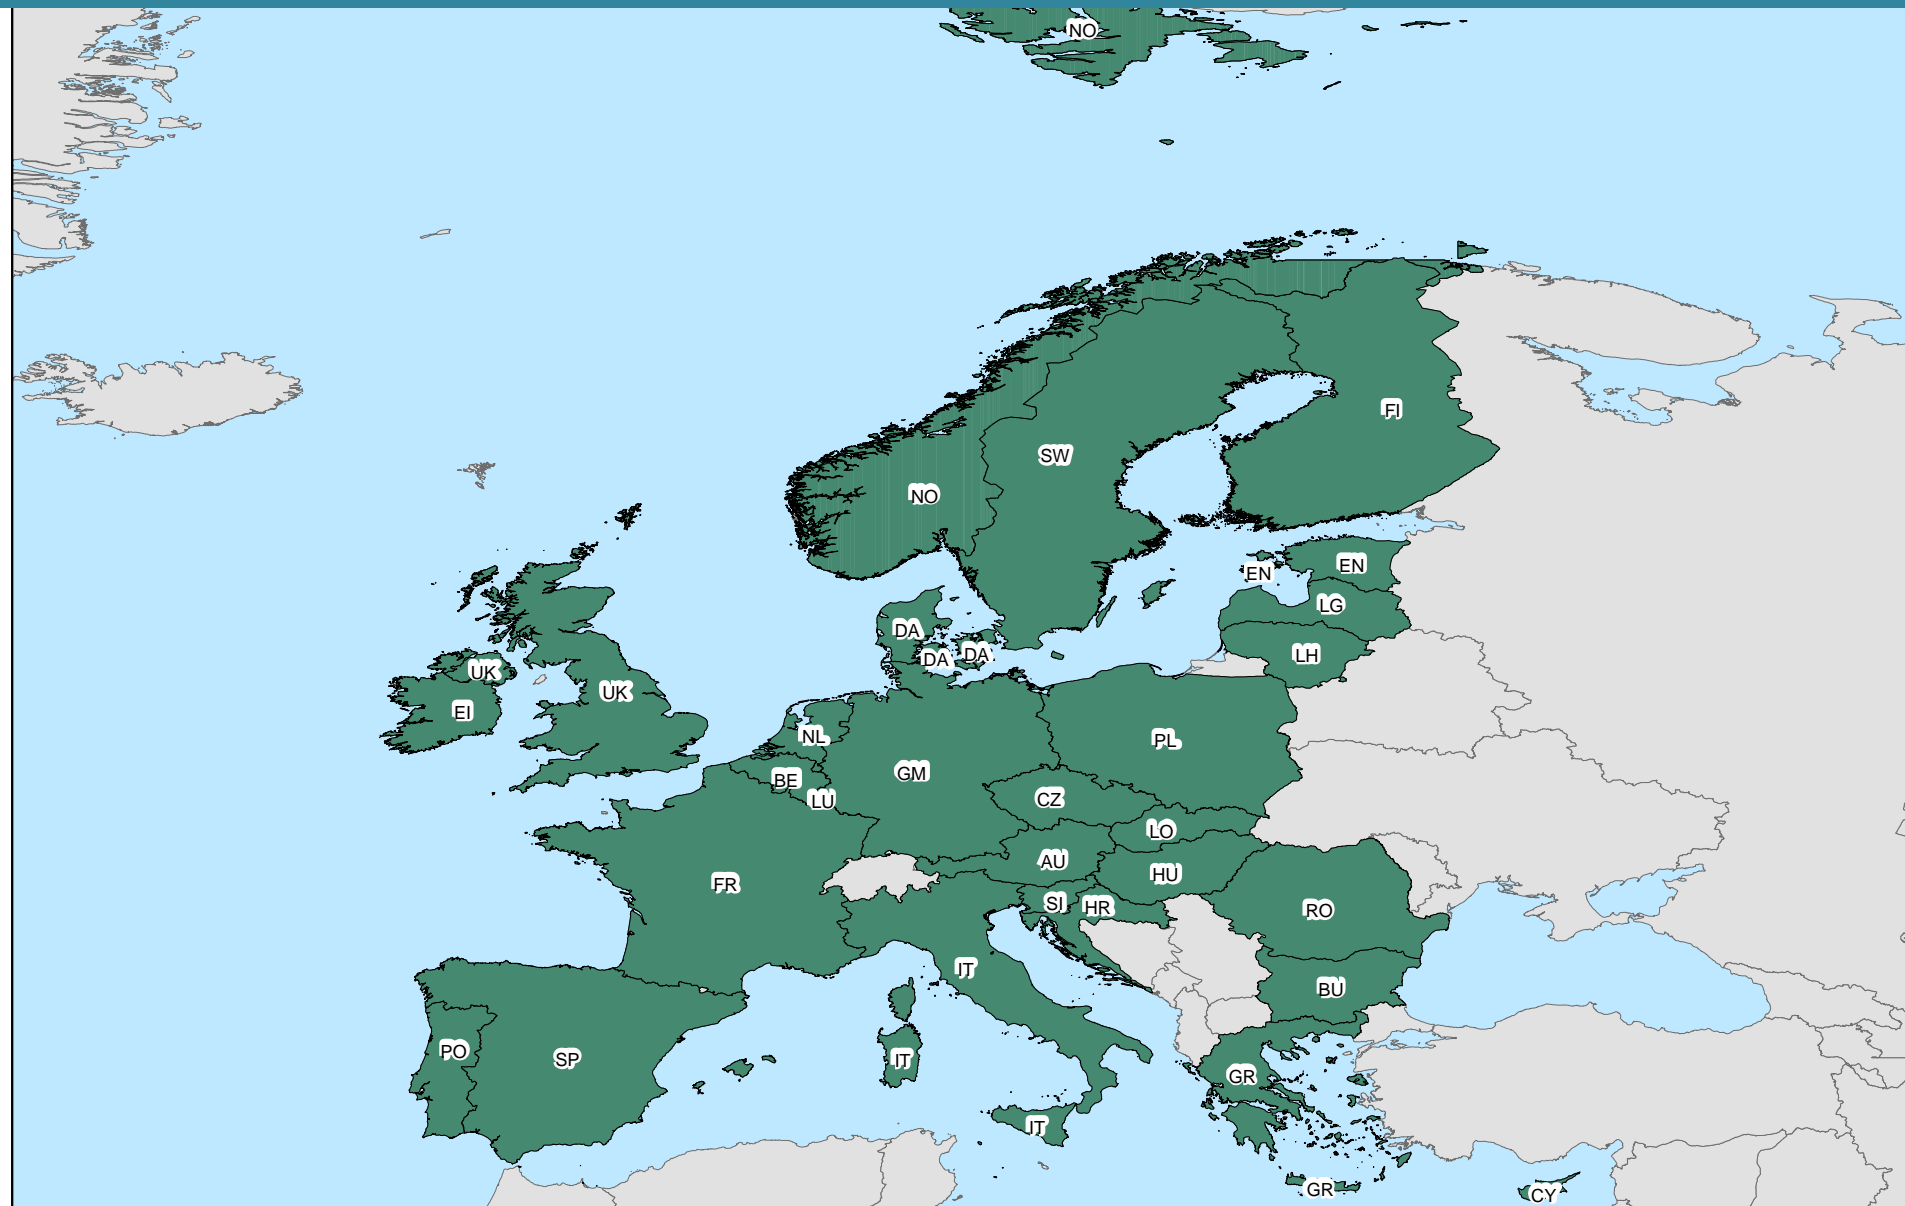 NO
FI
SW
NO
EN
EN
LG
DA
LH
DA
DA
UK
UK
EI
NL
PL
GM
BE
CZ
LU
LO
AU
HU
FR
SI
HR
RO
IT
BU
PO
SP
IT
GR
IT
GR
CY